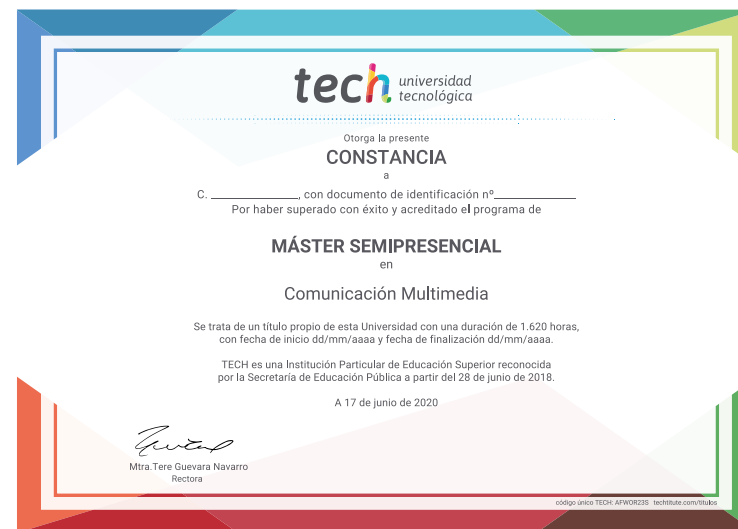 tech universidad
tecnológica
Otorga la presente
CONSTANCIA
a
C. ______________, con documento de identificación nº______________
Por haber superado con éxito y acreditado el programa de
MÁSTER SEMIPRESENCIAL
en
Comunicación Multimedia
Se trata de un título propio de esta Universidad con una duración de 1.620 horas,
con fecha de inicio dd/mm/aaaa y fecha de finalización dd/mm/aaaa.
TECH es una Institución Particular de Educación Superior reconocida
por la Secretaría de Educación Pública a partir del 28 de junio de 2018.
A 17 de junio de 2020
Mtra.Tere Guevara Navarro
Rectora
código único TECH: AFWOR23S techtitute.com/titulos